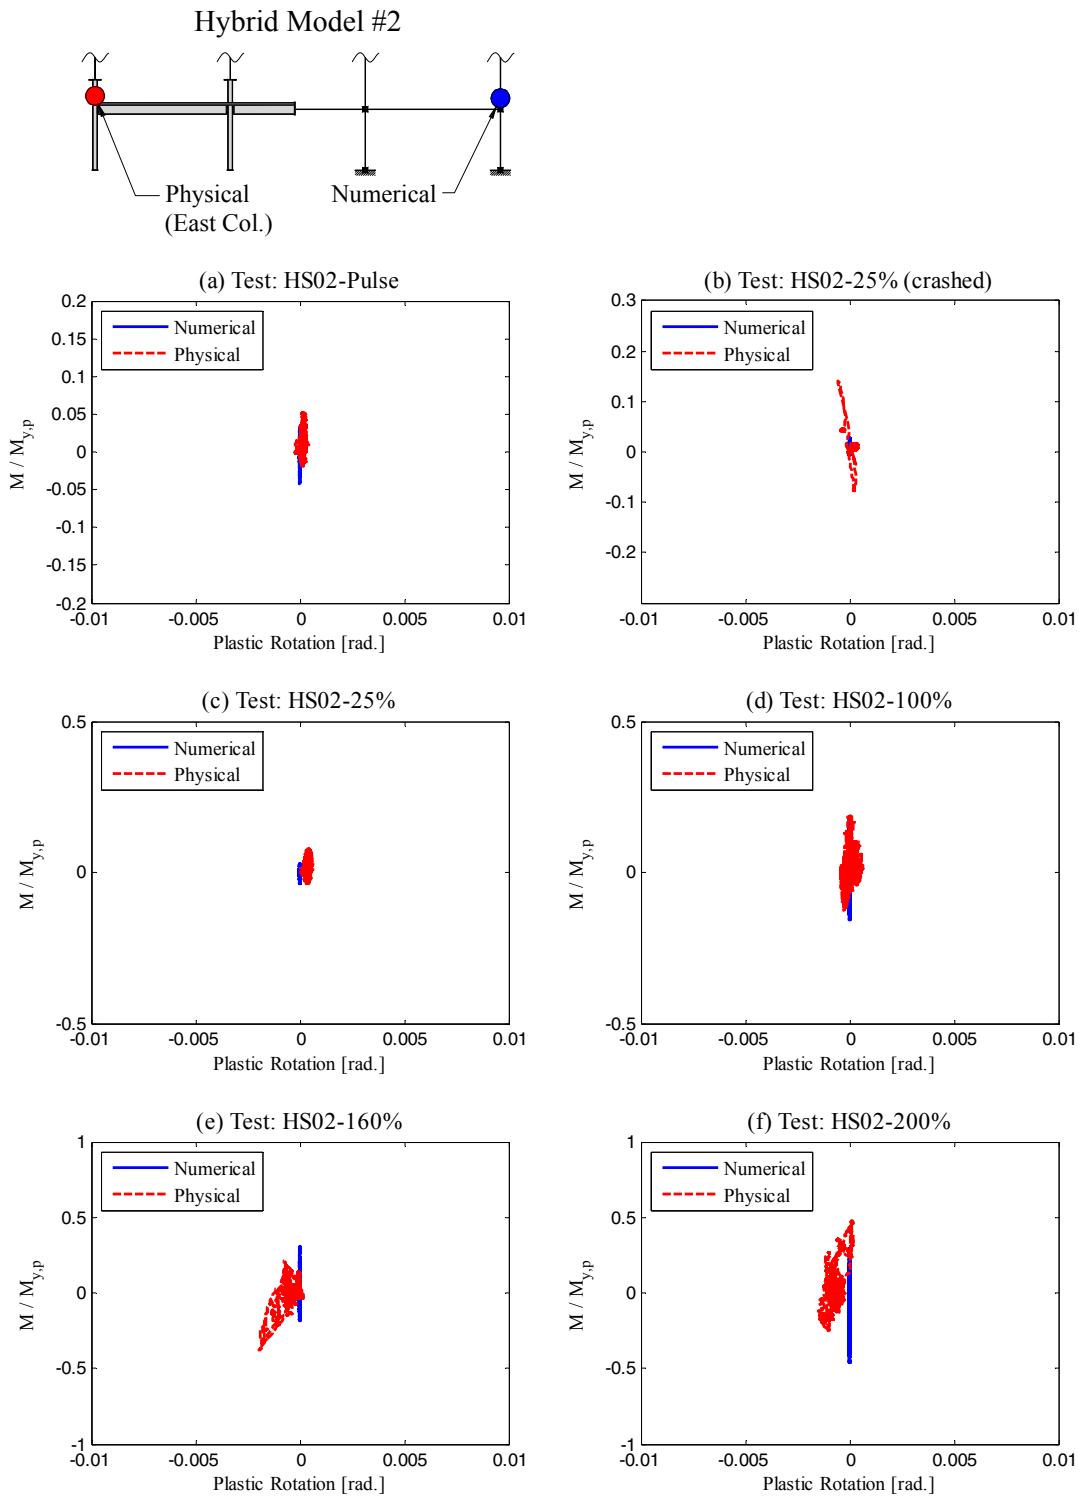 Hybrid Model #2
Physical
(East Col.)
Numerical
(a) Test: HS02-Pulse
0.2
0.15
0.1
0.05
0
-0.05
-0.1
-0.15
-0.2
M / My,p
Numerical
Physical
-0.01 -0.005 0 0.005 0.01
Plastic Rotation [rad.]
(b) Test: HS02-25% (crashed)
0.3
0.2
0.1
0
-0.1
-0.2
M / My,p
Numerical
Physical
-0.01 -0.005 0 0.005 0.01
Plastic Rotation [rad.]
(c) Test: HS02-25%
0.5
0
-0.5
M / My,p
Numerical
Physical
-0.01 -0.005 0 0.005 0.01
Plastic Rotation [rad.]
(d) Test: HS02-100%
0.5
0
-0.5
M / My,p
Numerical
Physical
-0.01 -0.005 0 0.005 0.01
Plastic Rotation [rad.]
(e) Test: HS02-160%
1
0.5
0
-0.5
-1
M / My,p
Numerical
Physical
-0.01 -0.005 0 0.005 0.01
Plastic Rotation [rad.]
(f) Test: HS02-200%
1
0.5
0
-0.5
-1
M / My,p
Numerical
Physical
-0.01 -0.005 0 0.005 0.01
Plastic Rotation [rad.]